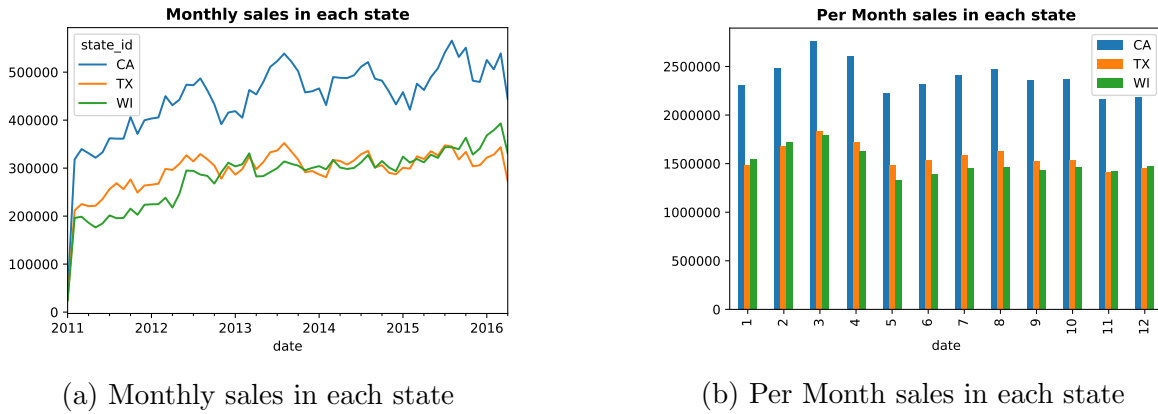 Monthly sales in each state
state_id
CA
TX
WI
500000
400000
300000
200000
100000
0
2011
2012
2013
2014
2015
2016
date
(a) Monthly sales in each state
Per Month sales in each state
CA
TX
WI
2500000
2000000
1500000
1000000
500000
0
1
2
3
4
5
6
7
8
9
10
11
12
date
(b) Per Month sales in each state